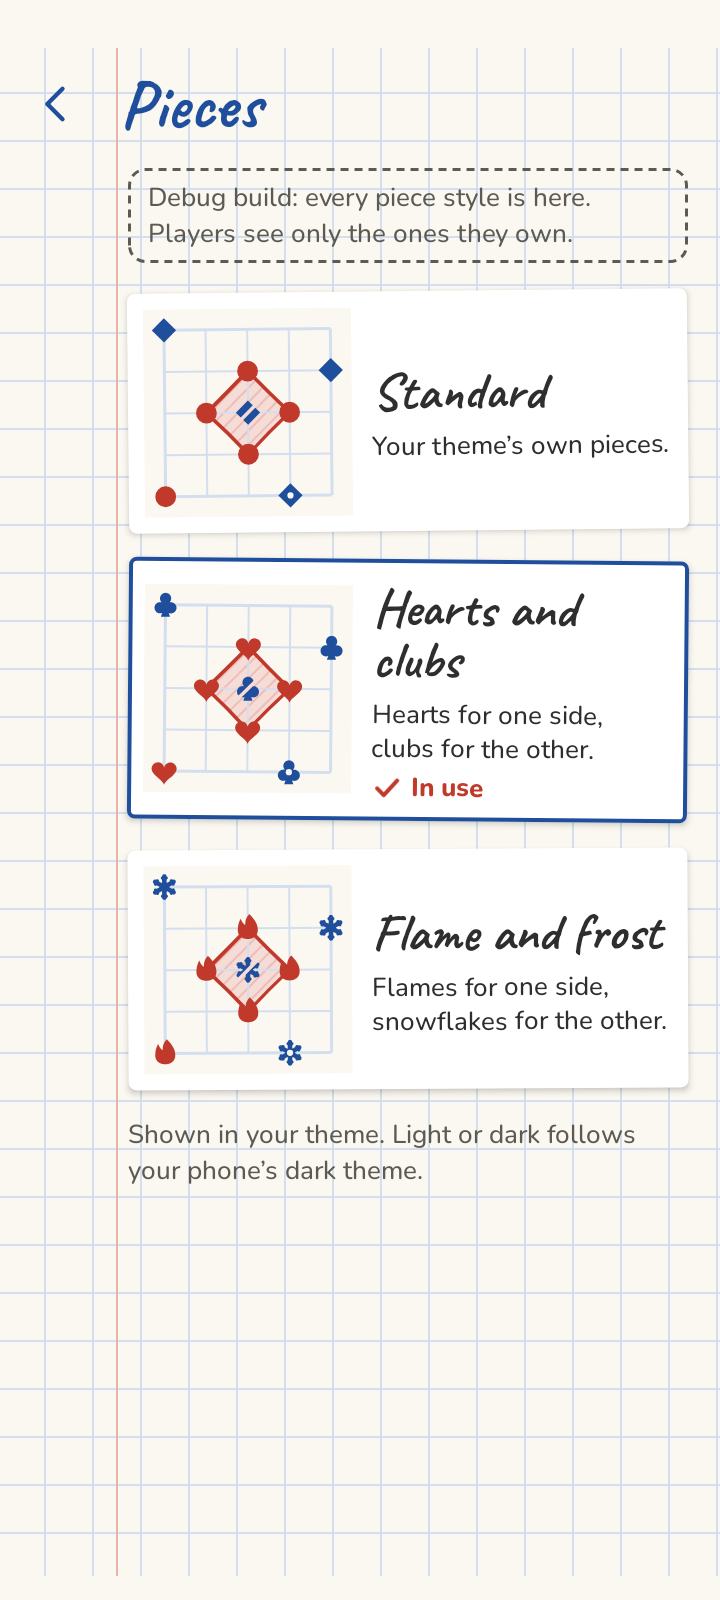 Pieces
Debug build: every piece style is here.
Players see only the ones they own.
Standard
Your theme’s own pieces.
Hearts and
clubs
Hearts for one side,
clubs for the other.
In use
Flame and frost
Flames for one side,
snowflakes for the other.
Shown in your theme. Light or dark follows
your phone’s dark theme.